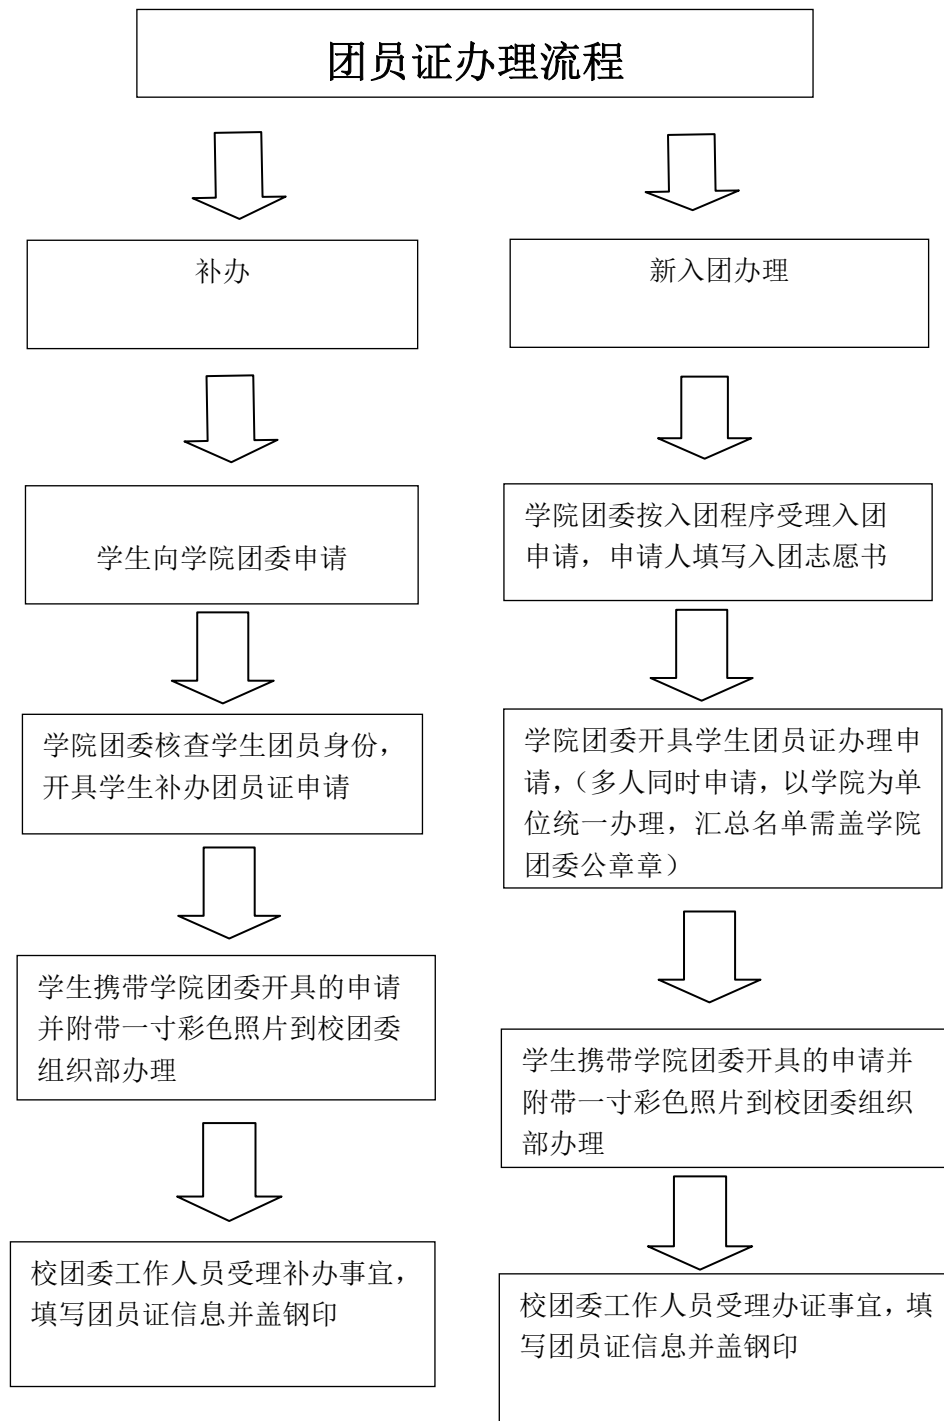 团员证办理流程
补办
新入团办理
学生向学院团委申请
学院团委按入团程序受理入团
申请，申请人填写入团志愿书
学院团委核查学生团员身份，
开具学生补办团员证申请
学院团委开具学生团员证办理申
请，（多人同时申请，以学院为单
位统一办理，汇总名单需盖学院
团委公章章）
学生携带学院团委开具的申请
并附带一寸彩色照片到校团委
组织部办理
学生携带学院团委开具的申请并
附带一寸彩色照片到校团委组织
部办理
校团委工作人员受理补办事宜，
填写团员证信息并盖钢印
校团委工作人员受理办证事宜，填
写团员证信息并盖钢印